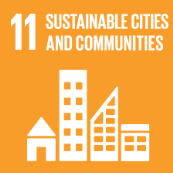 11 SUSTAINABLE CITIES
AND COMMUNITIES